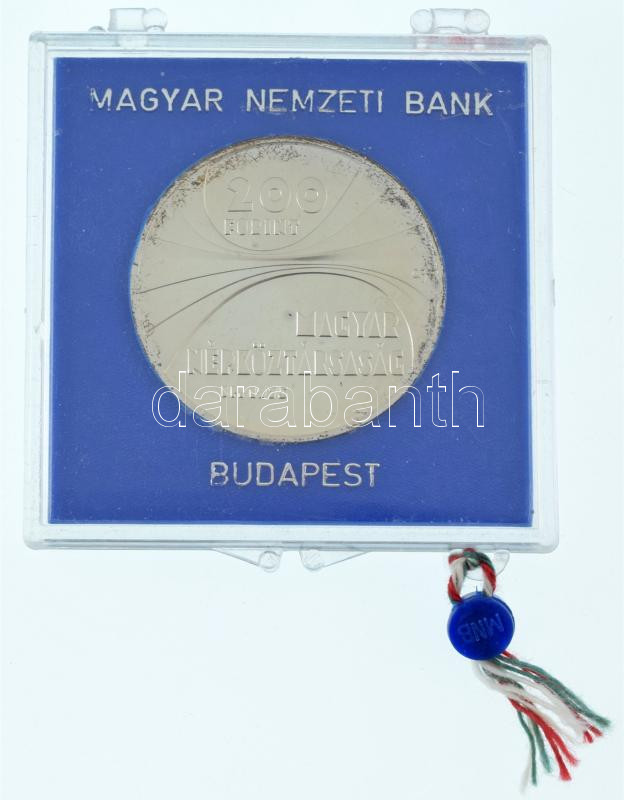 MAGYAR NEMZETI BANK
200
FORINT
MAGYAR
NÉPKÖZTÁRSASÁG
darabanth
BUDAPEST
MNB